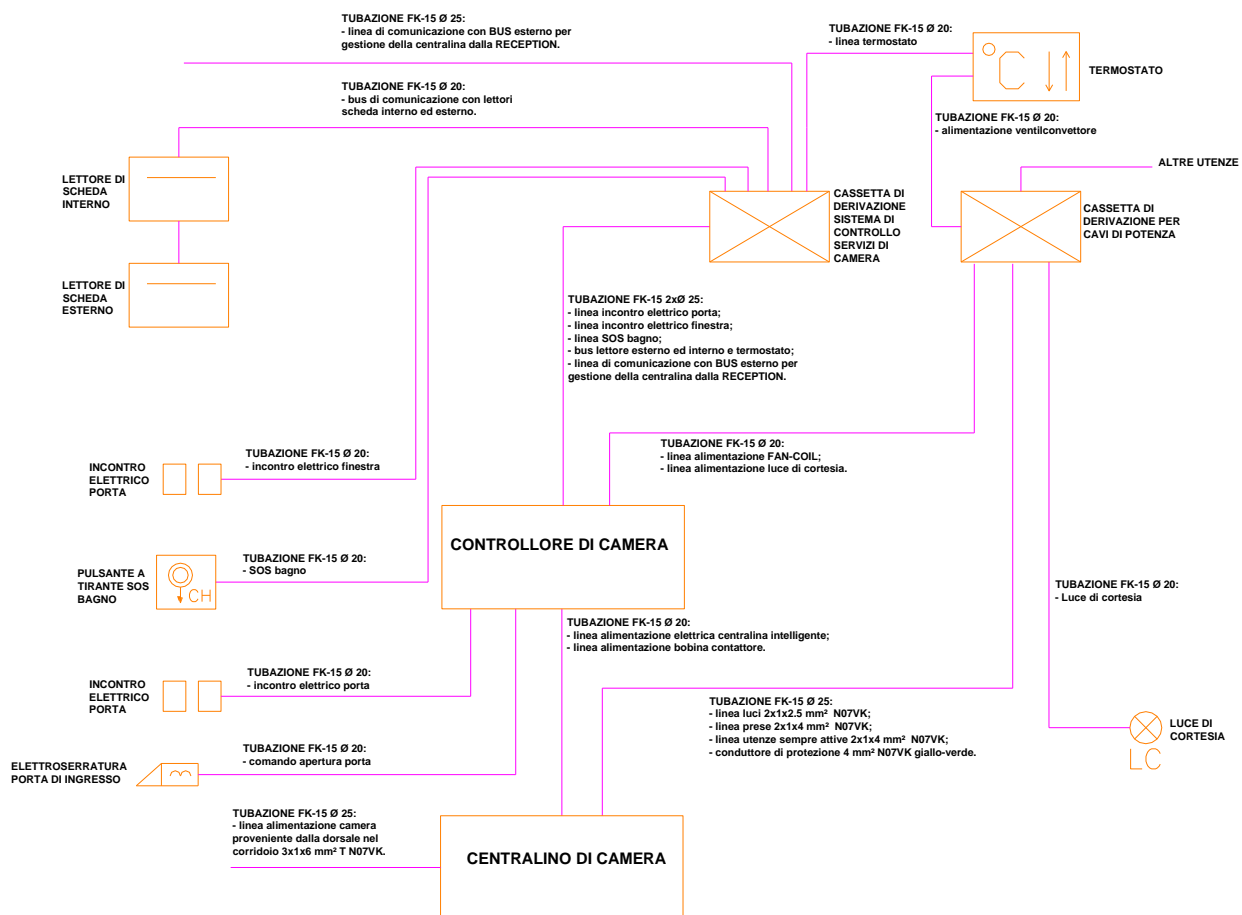 TUBAZIONE FK-15 Ø 25:
- linea di comunicazione con BUS esterno per
gestione della centralina dalla RECEPTION.
TUBAZIONE FK-15 Ø 20:
- linea termostato
°C
TERMOSTATO
TUBAZIONE FK-15 Ø 20:
- bus di comunicazione con lettori
scheda interno ed esterno.
TUBAZIONE FK-15 Ø 20:
- alimentazione ventilconvettore
ALTRE UTENZE
LETTORE DI
SCHEDA
INTERNO
CASSETTA DI
DERIVAZIONE
SISTEMA DI
CONTROLLO
SERVIZI DI
CAMERA
CASSETTA DI
DERIVAZIONE PER
CAVI DI POTENZA
LETTORE DI
SCHEDA
ESTERNO
TUBAZIONE FK-15 2xØ 25:
- linea incontro elettrico porta;
- linea incontro elettrico finestra;
- linea SOS bagno;
- bus lettore esterno ed interno e termostato;
- linea di comunicazione con BUS esterno per
gestione della centralina dalla RECEPTION.
TUBAZIONE FK-15 Ø 20:
- incontro elettrico finestra
INCONTRO
ELETTRICO
PORTA
TUBAZIONE FK-15 Ø 20:
- linea alimentazione FAN-COIL;
- linea alimentazione luce di cortesia.
CONTROLLORE DI CAMERA
TUBAZIONE FK-15 Ø 20:
- SOS bagno
PULSANTE A
TIRANTE SOS
BAGNO
CH
TUBAZIONE FK-15 Ø 20:
- Luce di cortesia
TUBAZIONE FK-15 Ø 20:
- linea alimentazione elettrica centralina intelligente;
- linea alimentazione bobina contattore.
TUBAZIONE FK-15 Ø 20:
- incontro elettrico porta
INCONTRO
ELETTRICO
PORTA
TUBAZIONE FK-15 Ø 25:
- linea luci 2x1x2.5 mm² N07VK;
- linea prese 2x1x4 mm² N07VK;
- linea utenze sempre attive 2x1x4 mm² N07VK;
- conduttore di protezione 4 mm² N07VK giallo-verde.
LUCE DI
CORTESIA
LC
TUBAZIONE FK-15 Ø 20:
- comando apertura porta
ELETTROSERRATURA
PORTA DI INGRESSO
TUBAZIONE FK-15 Ø 25:
- linea alimentazione camera
proveniente dalla dorsale nel
corridoio 3x1x6 mm² T N07VK.
CENTRALINO DI CAMERA